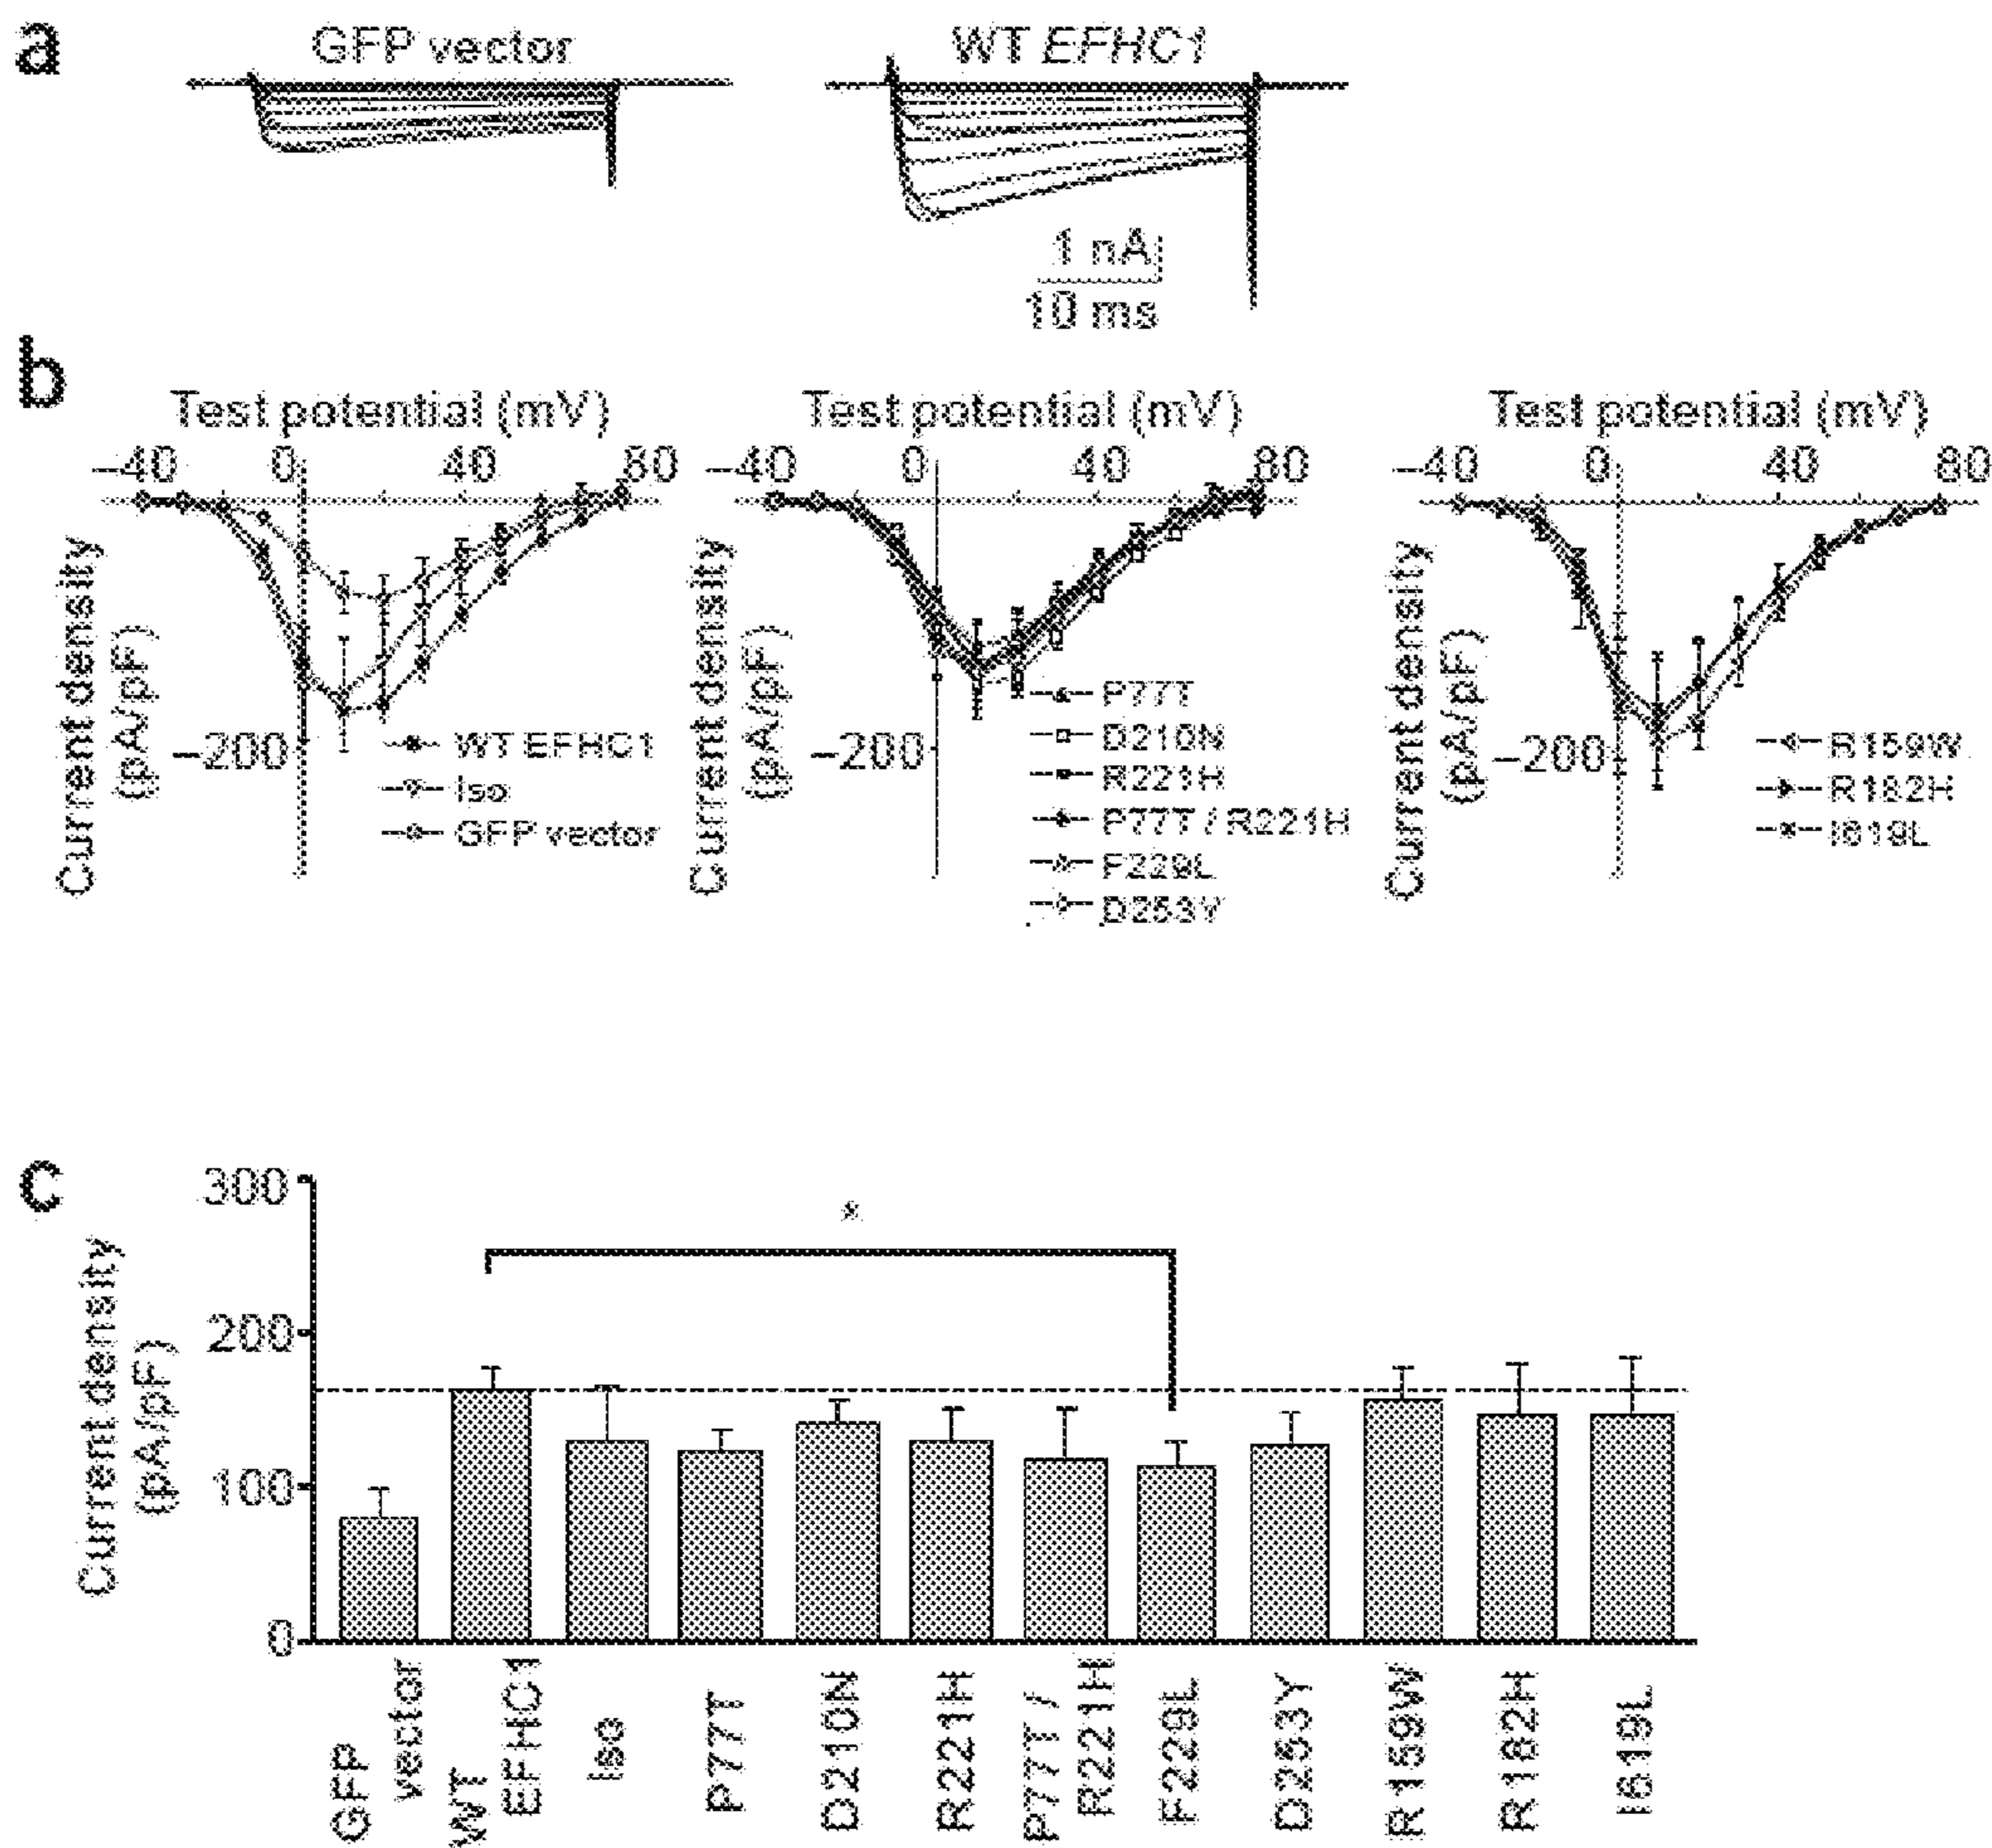 a
GFP vector
WT EFHC1
1 nA
10 ms
b
Test potential (mV)
−40 0 40 80
Current density
(pA/pF)
−200
WT EFHC1
Iso
GFP vector
Test potential (mV)
−40 0 40 80
Current density
(pA/pF)
−200
P77T
D210N
R221H
P77T / R221H
F229L
D253Y
Test potential (mV)
−40 0 40 80
Current density
(pA/pF)
−200
R159W
R182H
I619L
c
Current density
(pA/pF)
300
200
100
0
*
GFP
vector
WT
EFHC1
Iso
P77T
D210N
R221H
P77T /
R221H
F229L
D253Y
R159W
R182H
I619L